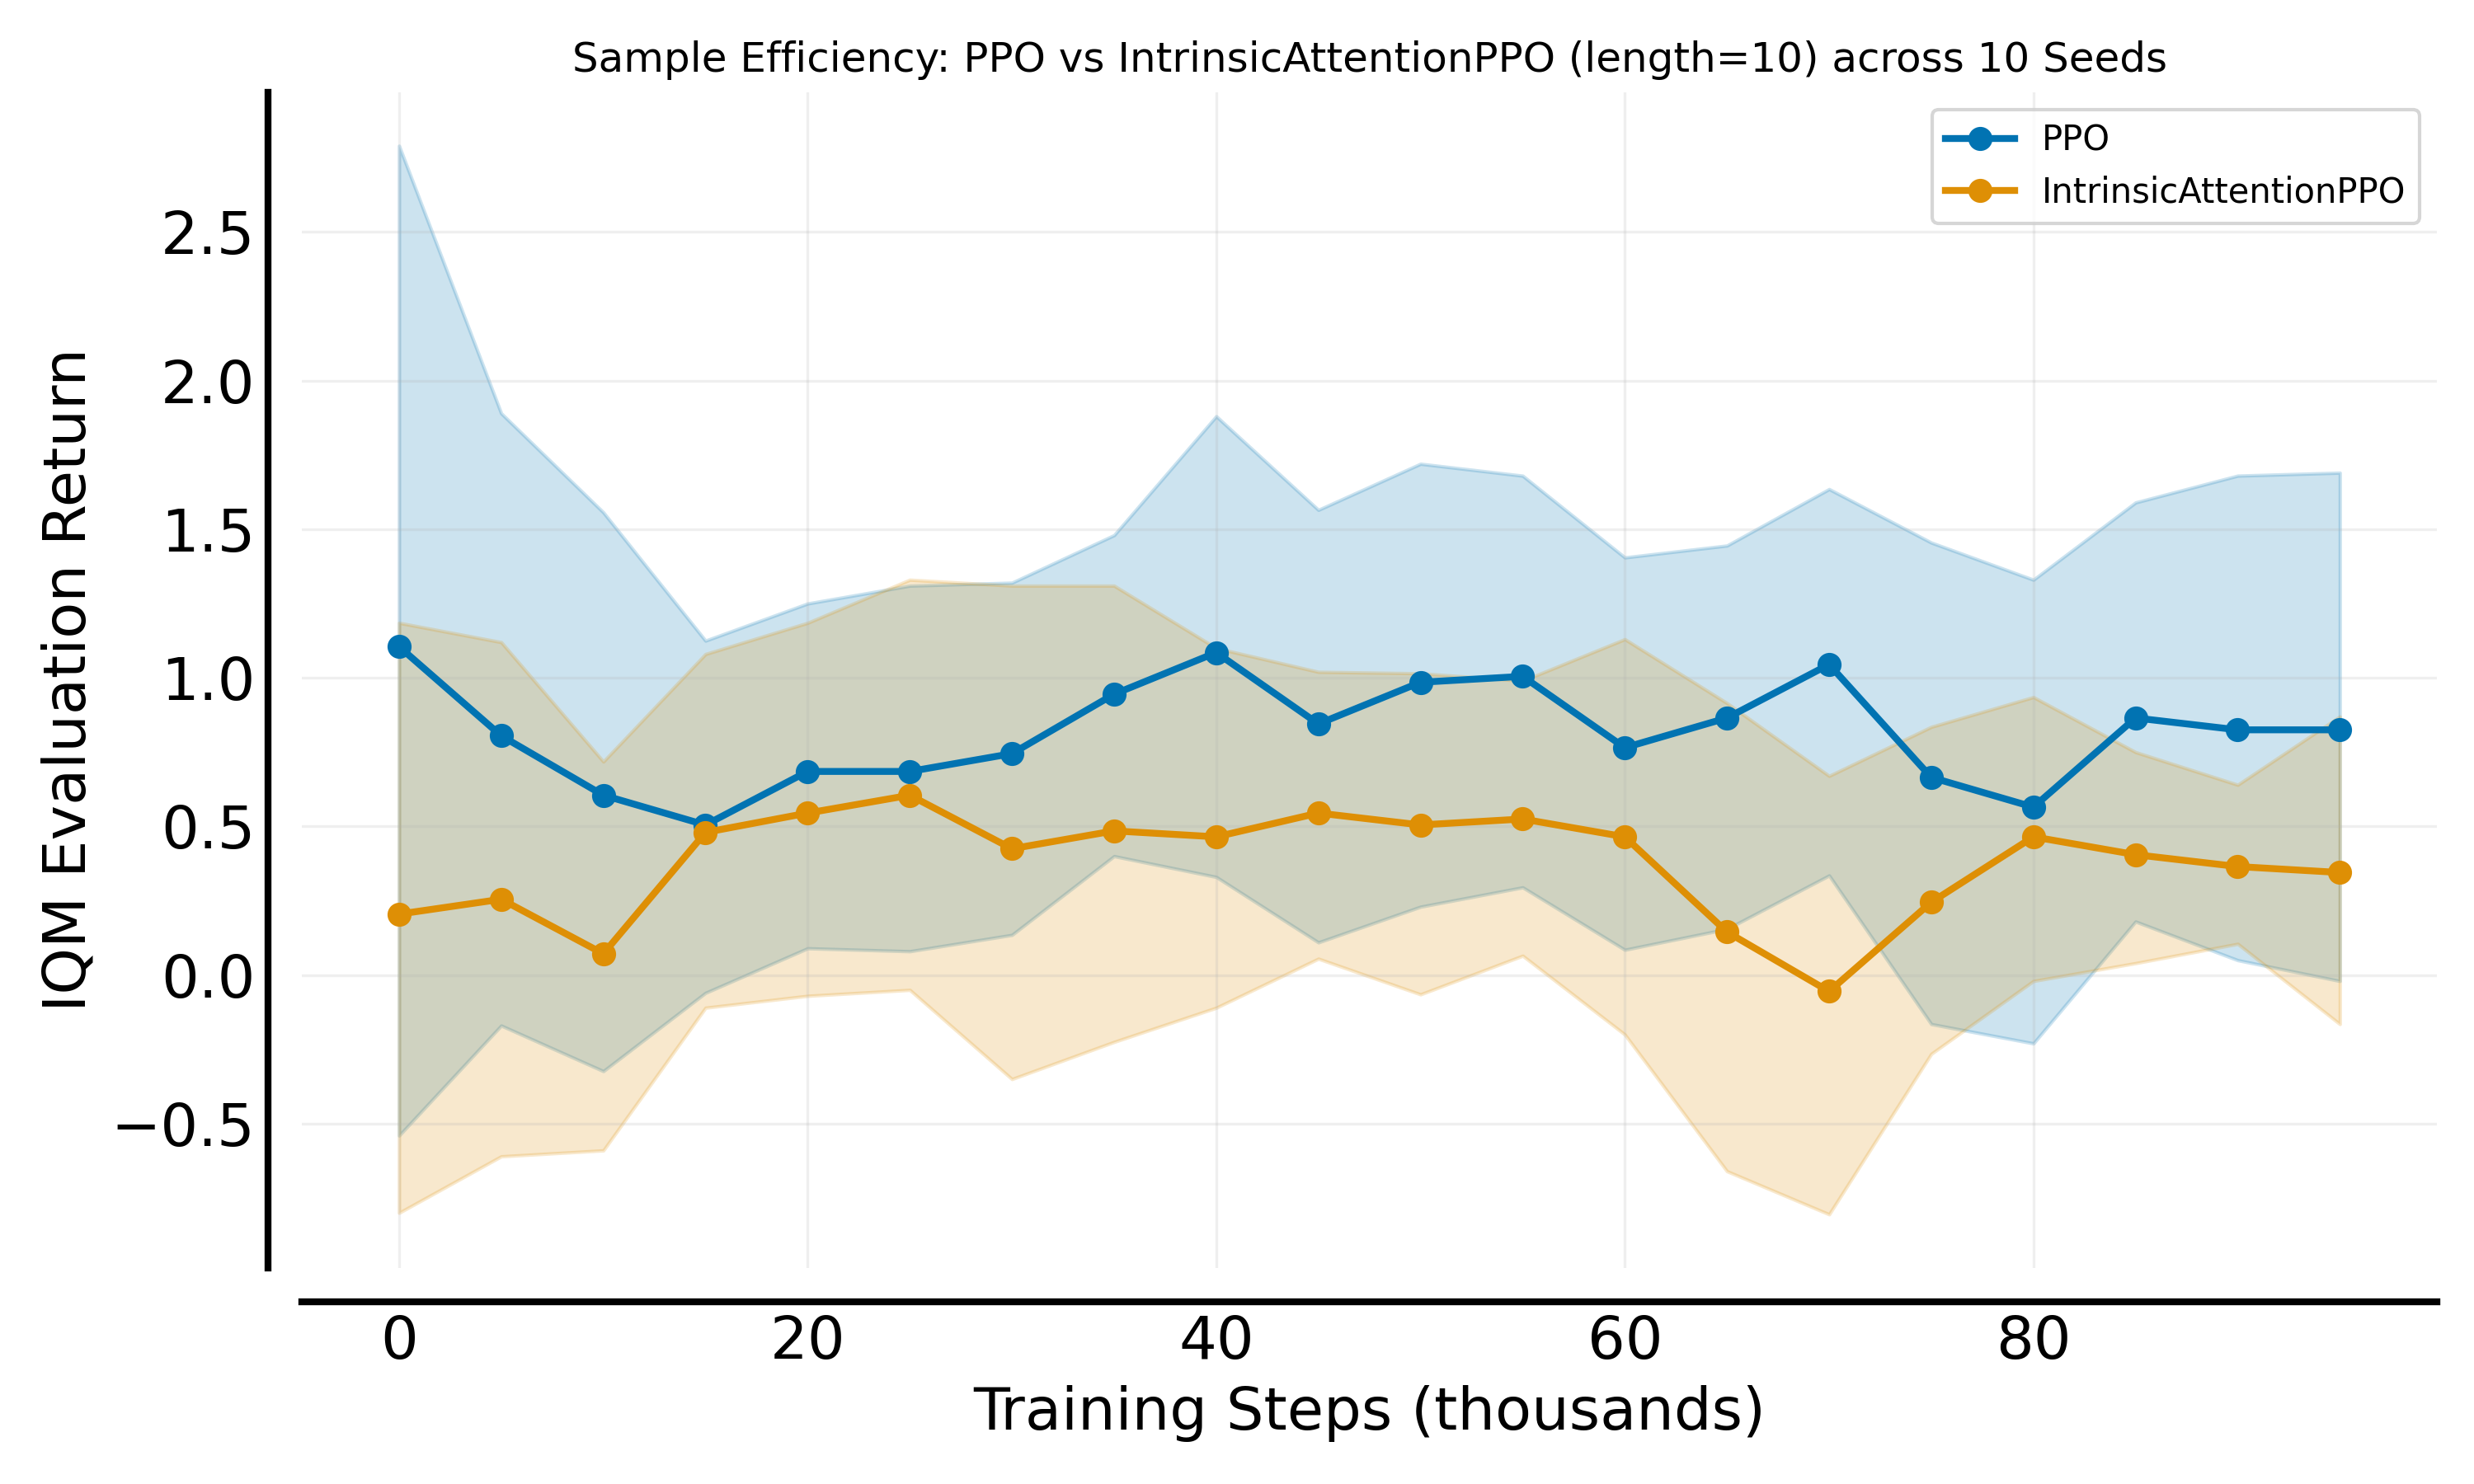 Sample Efficiency: PPO vs IntrinsicAttentionPPO (length=10) across 10 Seeds
PPO
IntrinsicAttentionPPO
IQM Evaluation Return
2.5
2.0
1.5
1.0
0.5
0.0
−0.5
0 20 40 60 80
Training Steps (thousands)